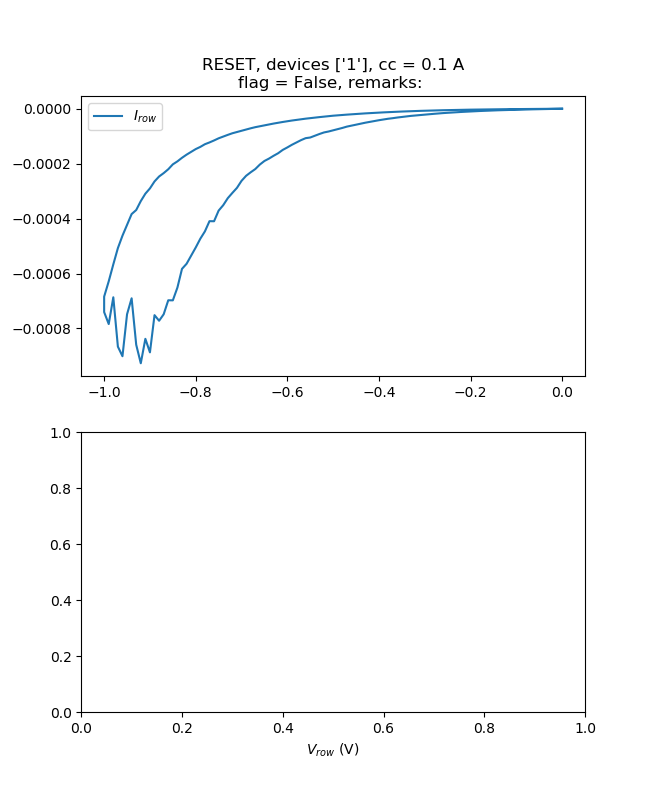 RESET, devices ['1'], cc = 0.1 A
flag = False, remarks:
0.0000
−0.0002
−0.0004
−0.0006
−0.0008
I_row
−1.0 −0.8 −0.6 −0.4 −0.2 0.0
1.0
0.8
0.6
0.4
0.2
0.0
0.0 0.2 0.4 0.6 0.8 1.0
V_row (V)